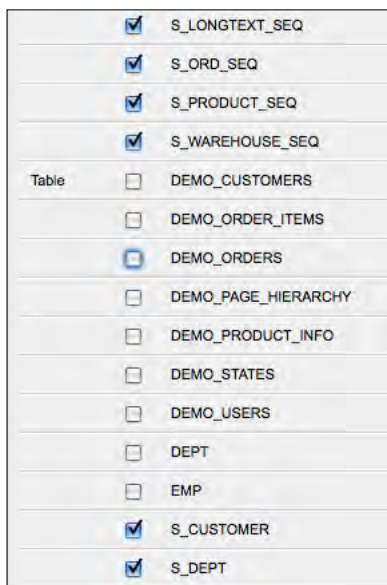 S_LONGTEXT_SEQ
S_ORD_SEQ
S_PRODUCT_SEQ
S_WAREHOUSE_SEQ
Table DEMO_CUSTOMERS
DEMO_ORDER_ITEMS
DEMO_ORDERS
DEMO_PAGE_HIERARCHY
DEMO_PRODUCT_INFO
DEMO_STATES
DEMO_USERS
DEPT
EMP
S_CUSTOMER
S_DEPT